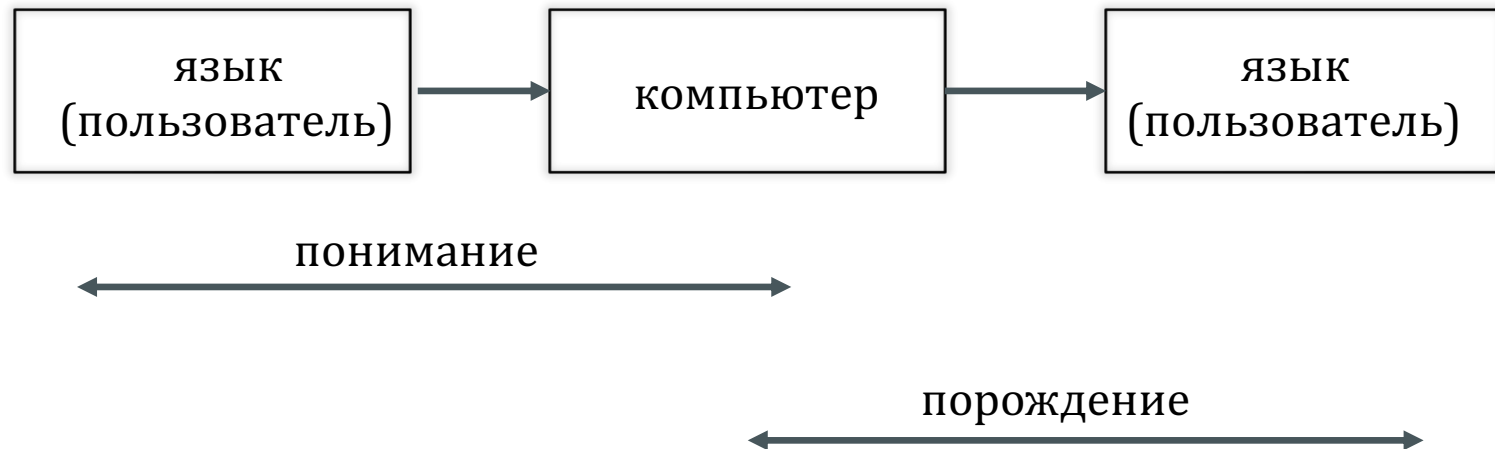 язык
(пользователь)
компьютер
язык
(пользователь)
понимание
порождение